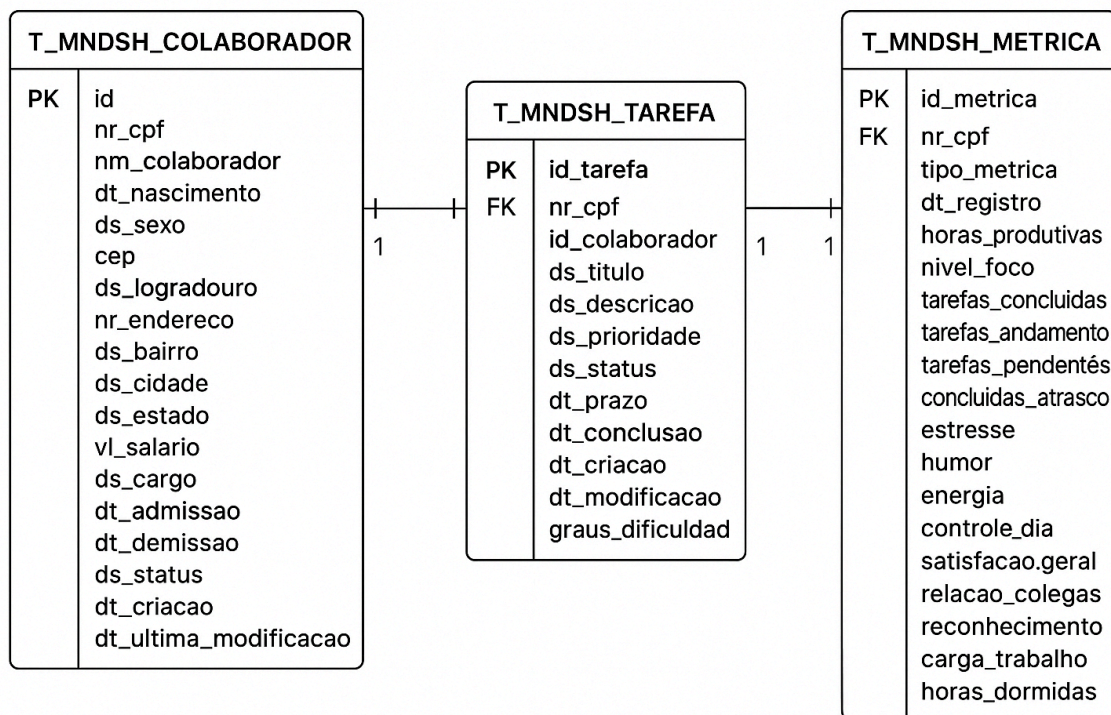 T_MNDSH_COLABORADOR
PK id
nr_cpf
nm_colaborador
dt_nascimento
ds_sexo
cep
ds_logradouro
nr_endereco
ds_bairro
ds_cidade
ds_estado
vl_salario
ds_cargo
dt_admissao
dt_demissao
ds_status
dt_criacao
dt_ultima_modificacao
1
T_MNDSH_TAREFA
PK id_tarefa
FK nr_cpf
id_colaborador
ds_titulo
ds_descricao
ds_prioridade
ds_status
dt_prazo
dt_conclusao
dt_criacao
dt_modificacao
graus_dificuldad
1 1
T_MNDSH_METRICA
PK id_metrica
FK nr_cpf
tipo_metrica
dt_registro
horas_produtivas
nivel_foco
tarefas_concluidas
tarefas_andamento
tarefas_pendentés
concluidas_atrasco
estresse
humor
energia
controle_dia
satisfacao.geral
relacao_colegas
reconhecimento
carga_trabalho
horas_dormidas